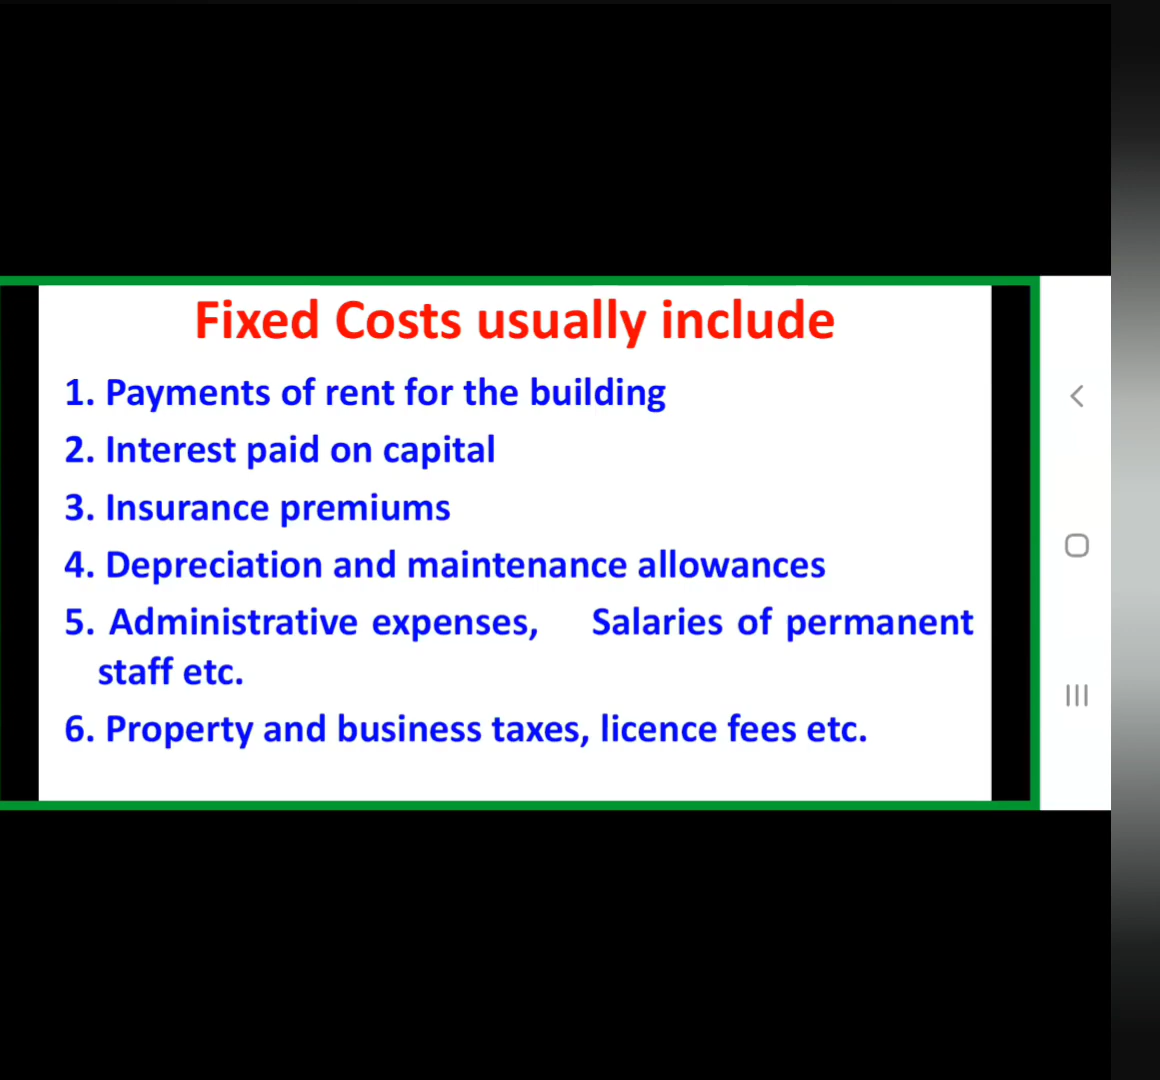 Fixed Costs usually include
1. Payments of rent for the building
2. Interest paid on capital
3. Insurance premiums
4. Depreciation and maintenance allowances
5. Administrative expenses, Salaries of permanent
staff etc.
6. Property and business taxes, licence fees etc.